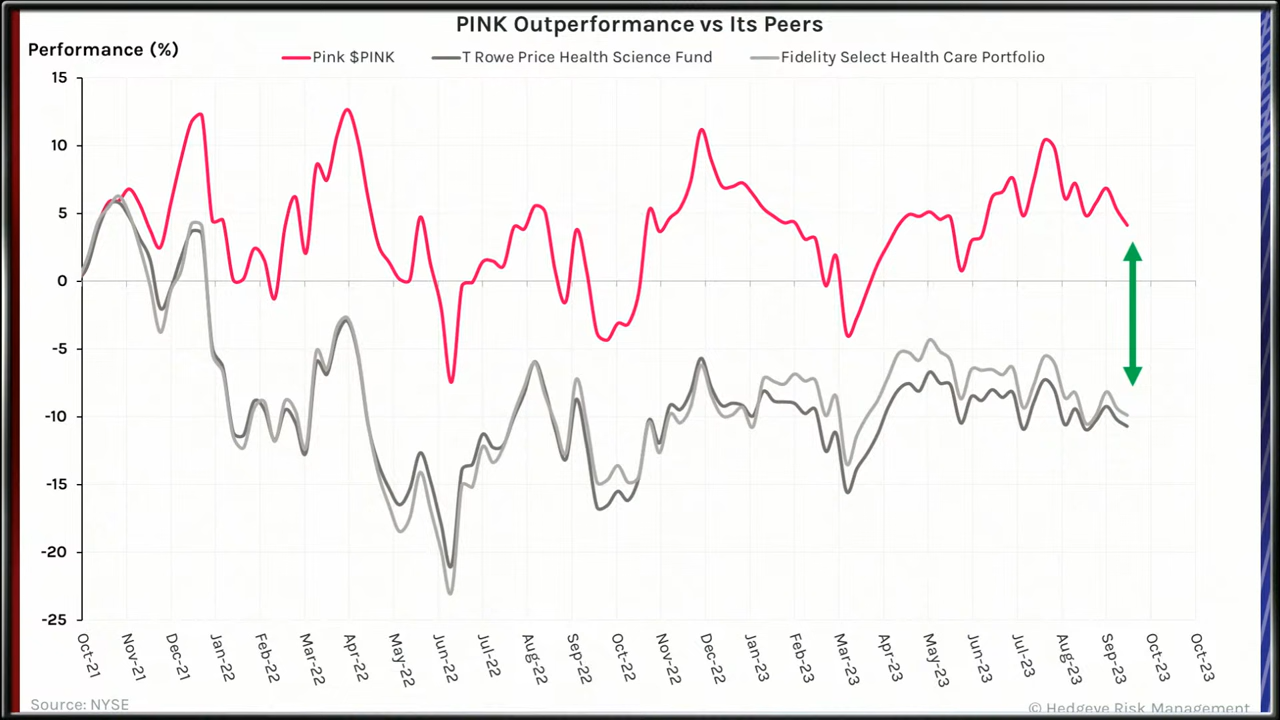 PINK Outperformance vs Its Peers
Performance (%)
Pink $PINK
T Rowe Price Health Science Fund
Fidelity Select Health Care Portfolio
15
10
5
0
-5
-10
-15
-20
-25
Oct-21
Nov-21
Dec-21
Jan-22
Feb-22
Mar-22
Apr-22
May-22
Jun-22
Jul-22
Aug-22
Sep-22
Oct-22
Nov-22
Dec-22
Jan-23
Feb-23
Mar-23
Apr-23
May-23
Jun-23
Jul-23
Aug-23
Sep-23
Oct-23
Oct-23
Source: NYSE
© Hedgeye Risk Management